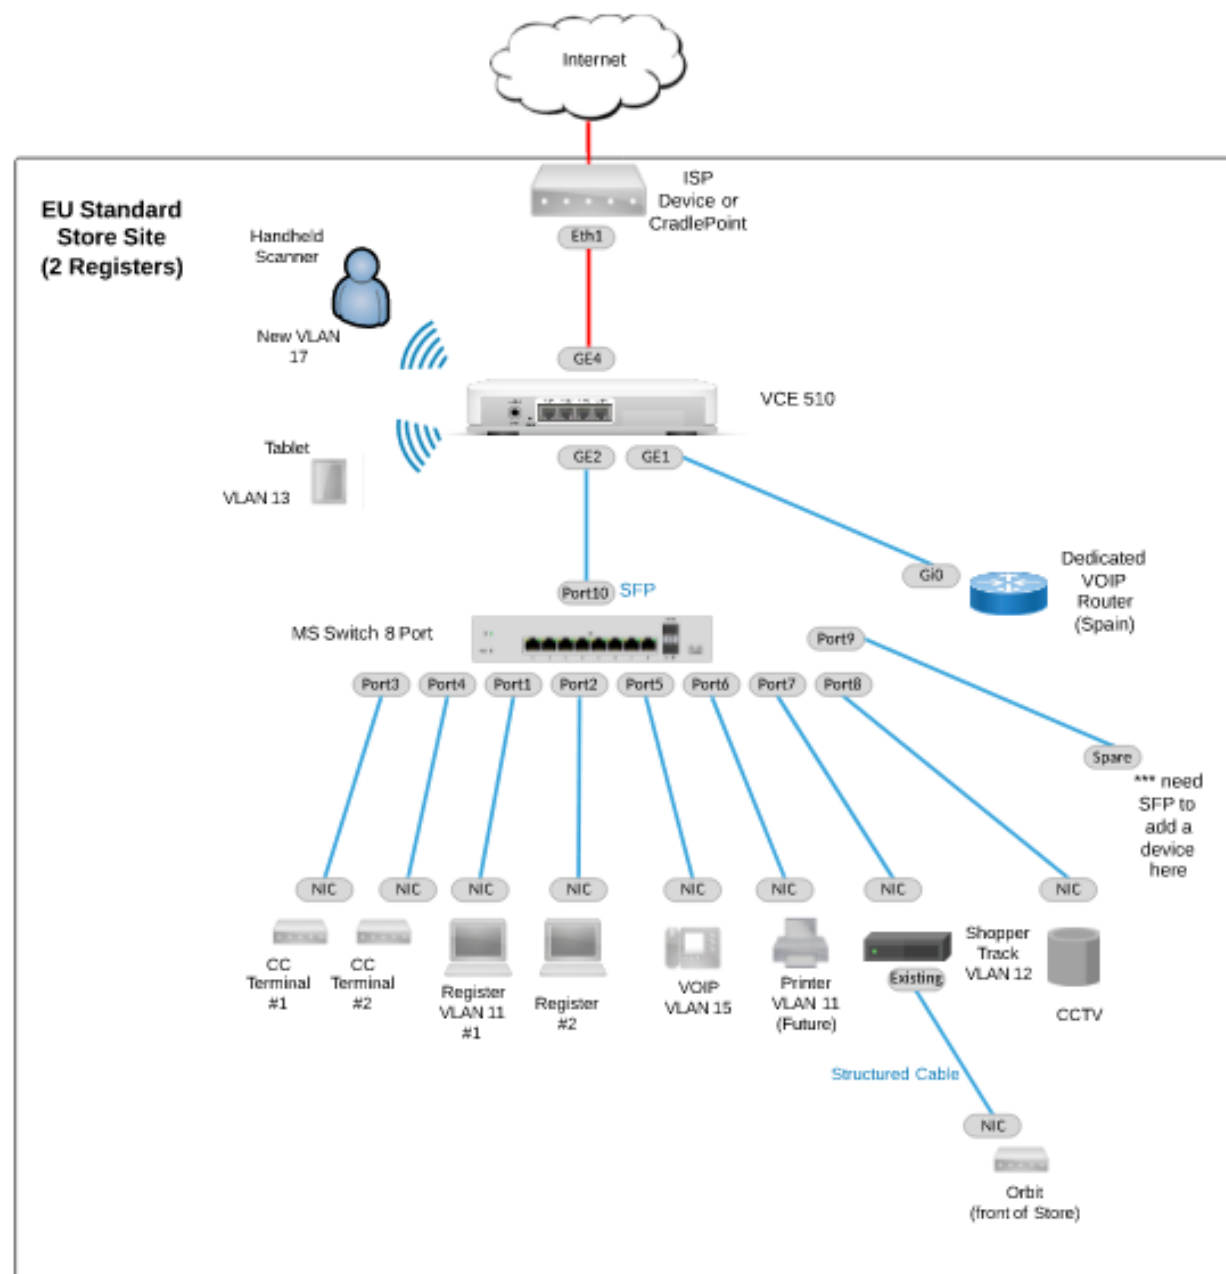 Internet
ISP
Device or
CradlePoint
EU Standard
Store Site
(2 Registers)
Handheld
Scanner
Eth1
New VLAN
17
GE4
VCE 510
Tablet
VLAN 13
GE2
GE1
Gi0
Dedicated
VOIP
Router
(Spain)
Port10
SFP
MS Switch 8 Port
Port9
Port3
Port4
Port1
Port2
Port5
Port6
Port7
Port8
Spare
*** need
SFP to
add a
device
here
NIC
NIC
NIC
NIC
NIC
NIC
NIC
NIC
CC
Terminal
#1
CC
Terminal
#2
Register
VLAN 11
#1
Register
#2
VOIP
VLAN 15
Printer
VLAN 11
(Future)
Shopper
Track
VLAN 12
Existing
CCTV
Structured Cable
NIC
Orbit
(front of Store)